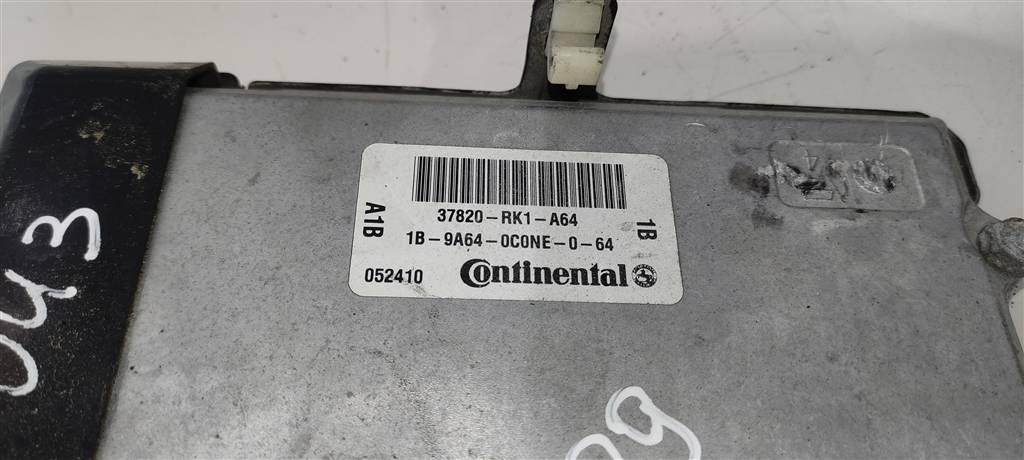 37820-RK1-A64
A1B
1B
1B-9A64-0C0NE-0-64
052410 Continental